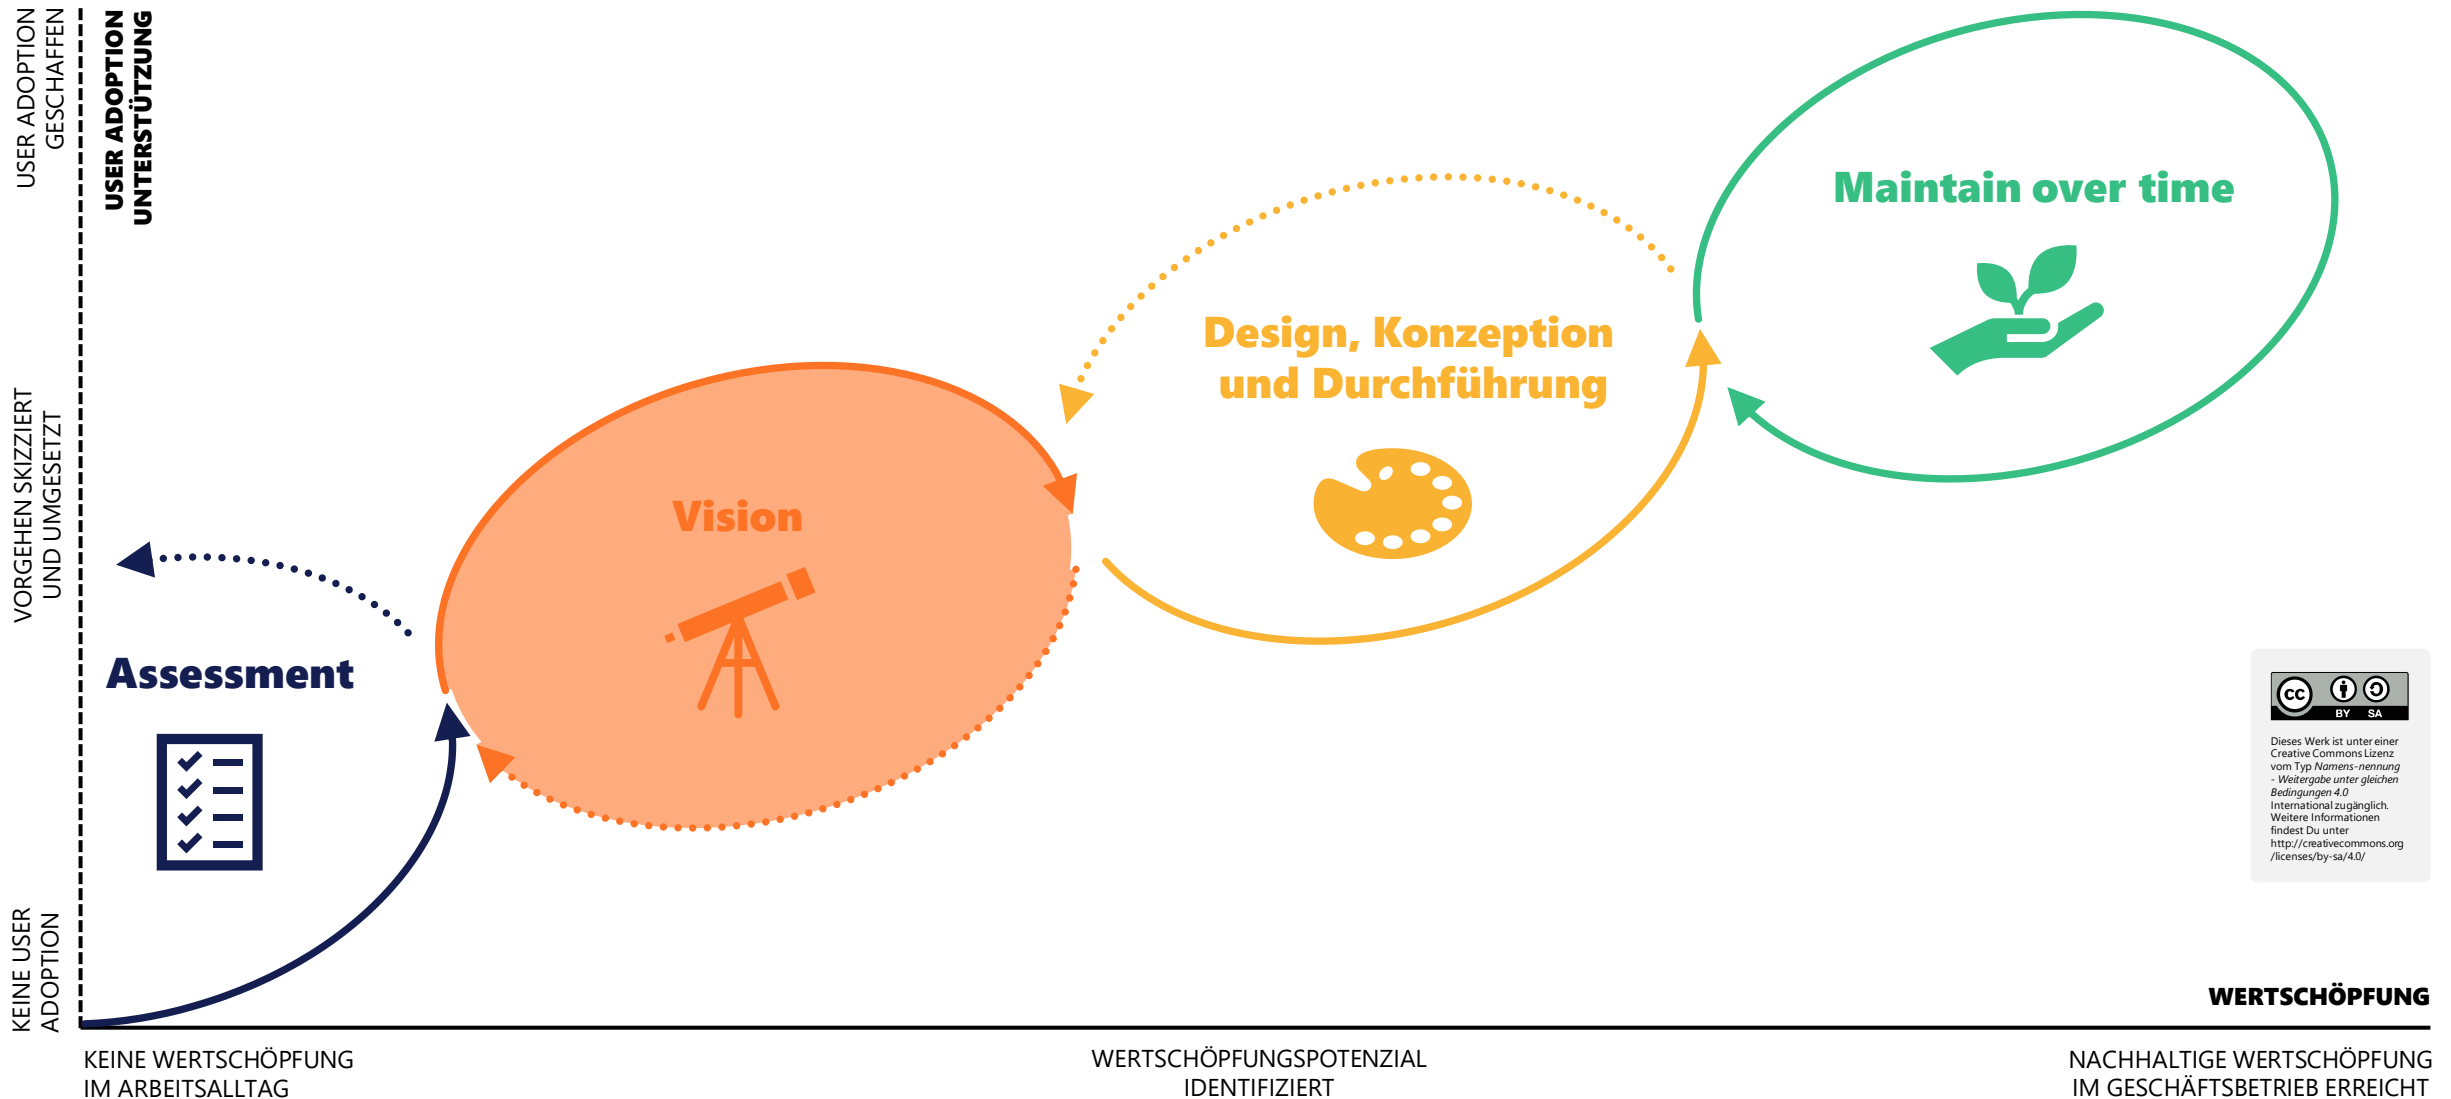 USER ADOPTION
GESCHAFFEN
USER ADOPTION
UNTERSTÜTZUNG
Maintain over time
Design, Konzeption
und Durchführung
VORGEHEN SKIZZIERT
UND UMGESETZT
Vision
Assessment
cc
BY SA
Dieses Werk ist unter einer
Creative Commons Lizenz
vom Typ Namens-nennung
- Weitergabe unter gleichen
Bedingungen 4.0
International zugänglich.
Weitere Informationen
findest Du unter
http://creativecommons.org
/licenses/by-sa/4.0/
KEINE USER
ADOPTION
WERTSCHÖPFUNG
KEINE WERTSCHÖPFUNG
IM ARBEITSALLTAG
WERTSCHÖPFUNGSPOTENZIAL
IDENTIFIZIERT
NACHHALTIGE WERTSCHÖPFUNG
IM GESCHÄFTSBETRIEB ERREICHT